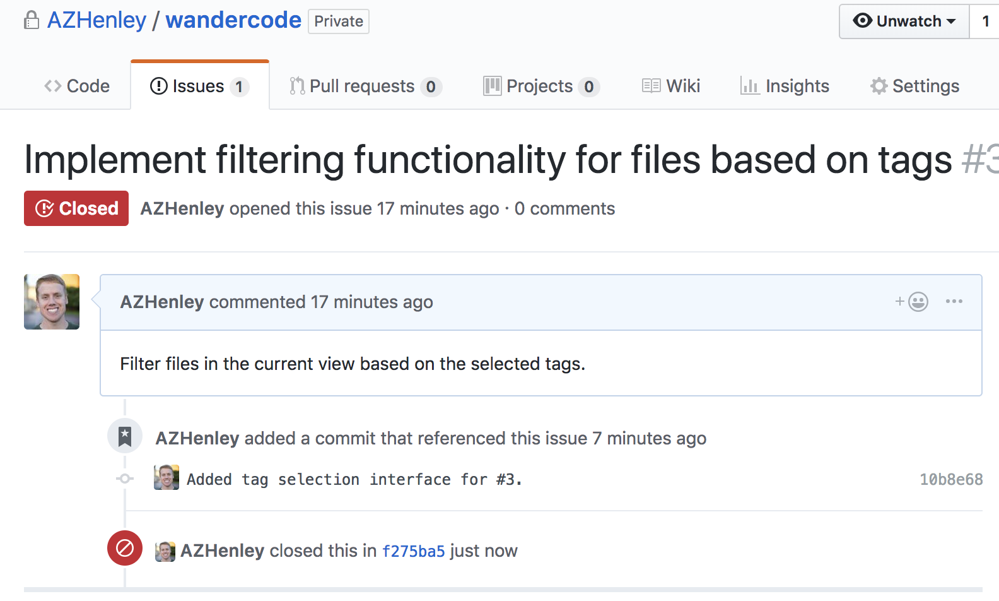 AZHenley / wandercode Private Unwatch 1
Code Issues 1 Pull requests 0 Projects 0 Wiki Insights Settings
Implement filtering functionality for files based on tags #3
Closed AZHenley opened this issue 17 minutes ago · 0 comments
AZHenley commented 17 minutes ago
Filter files in the current view based on the selected tags.
AZHenley added a commit that referenced this issue 7 minutes ago
Added tag selection interface for #3. 10b8e68
AZHenley closed this in f275ba5 just now